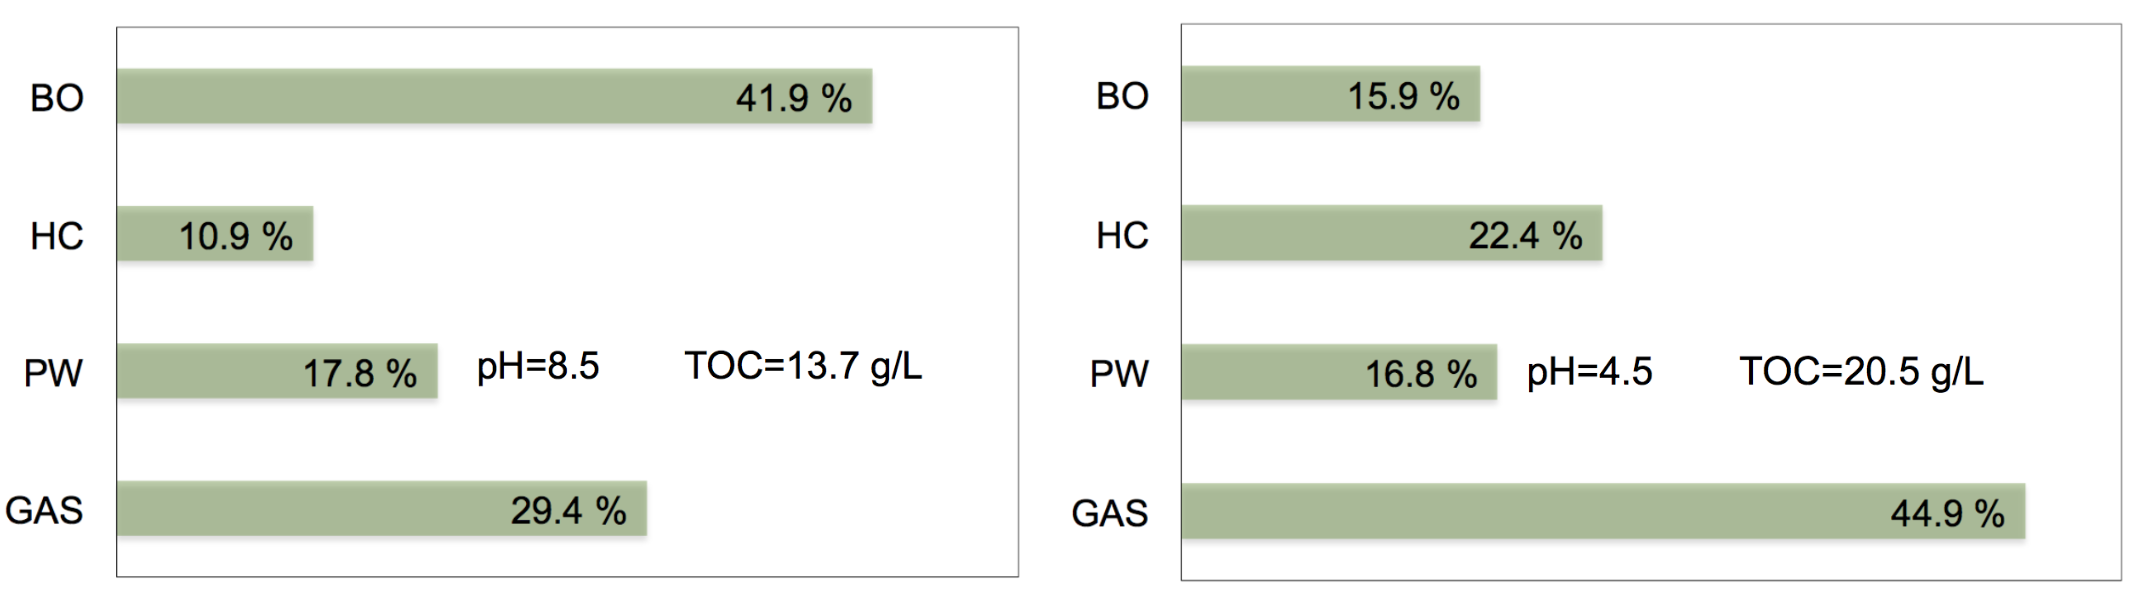 BO 41.9 %
HC 10.9 %
PW 17.8 % pH=8.5 TOC=13.7 g/L
GAS 29.4 %
BO 15.9 %
HC 22.4 %
PW 16.8 % pH=4.5 TOC=20.5 g/L
GAS 44.9 %